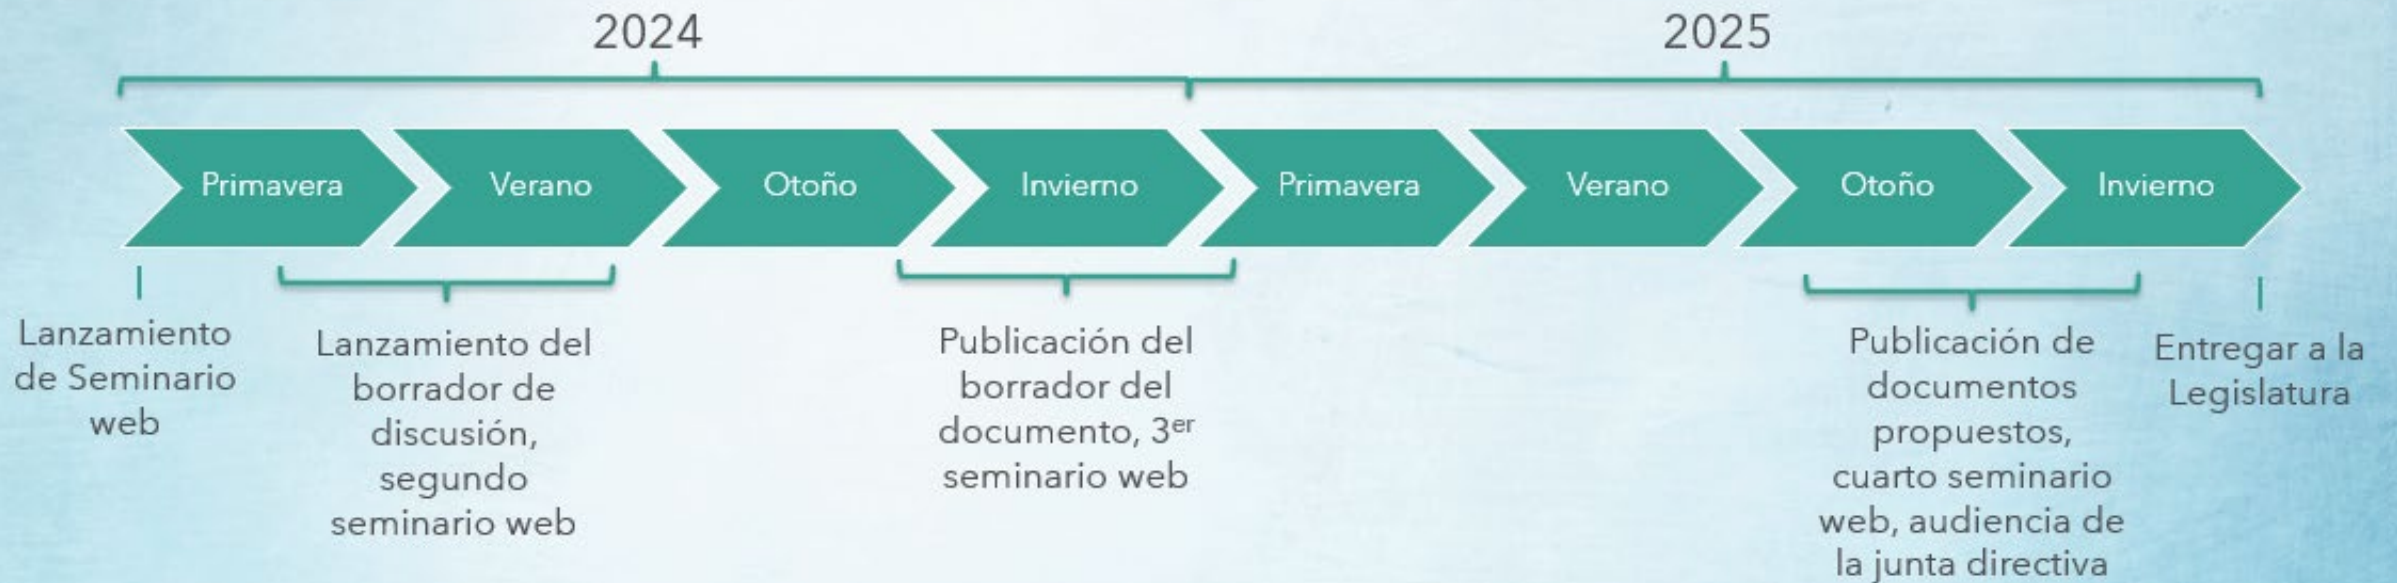 2024
2025
Primavera
Verano
Otoño
Invierno
Primavera
Verano
Otoño
Invierno
Lanzamiento
de Seminario
web
Lanzamiento del
borrador de
discusión,
segundo
seminario web
Publicación del
borrador del
documento, 3er
seminario web
Publicación de
documentos
propuestos,
cuarto seminario
web, audiencia de
la junta directiva
Entregar a la
Legislatura